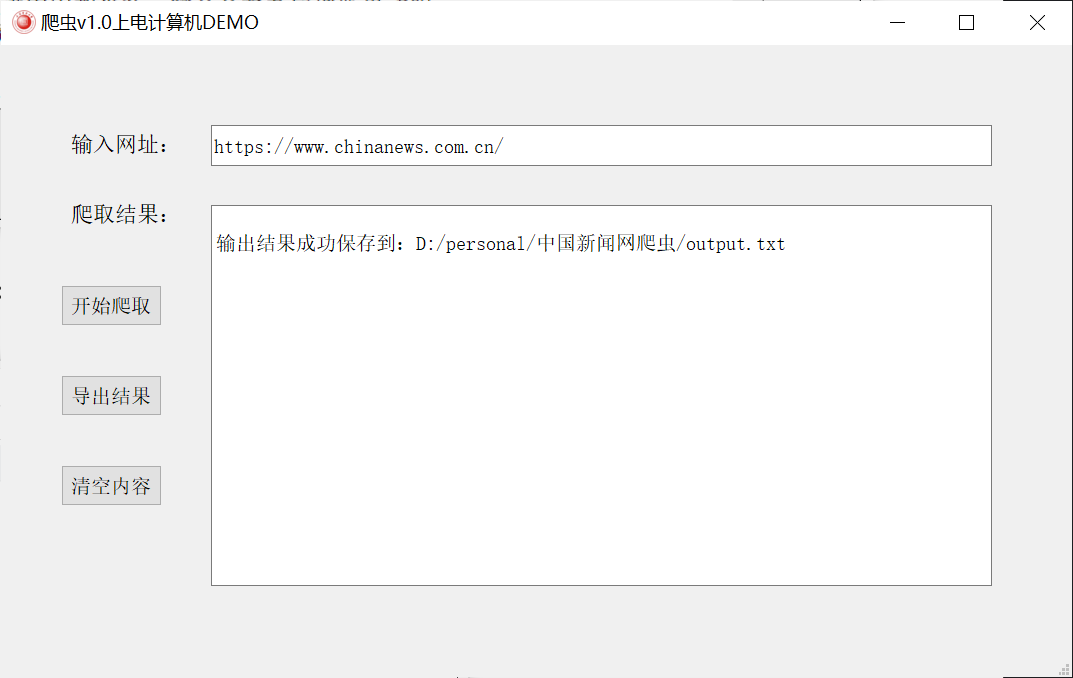 爬虫v1.0上电计算机DEMO
输入网址：
https://www.chinanews.com.cn/
爬取结果：
输出结果成功保存到：D:/personal/中国新闻网爬虫/output.txt
开始爬取
导出结果
清空内容